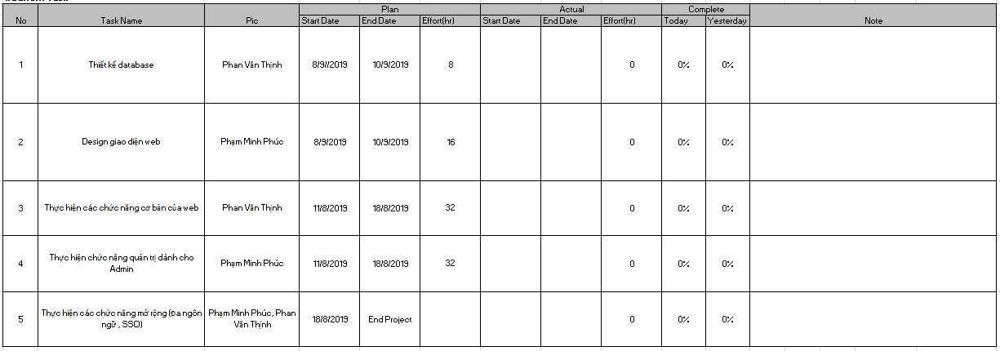 Plan Actual Complete
No Task Name Pic Start Date End Date Effort(hr) Start Date End Date Effort(hr) Today Yesterday Note
1 Thiết kế database Phan Văn Thịnh 8/9//2019 10/9/2019 8 0 0% 0%
2 Design giao diện web Phạm Minh Phúc 8/9/2019 10/9/2019 16 0 0% 0%
3 Thực hiện các chức năng cơ bản của web Phan Văn Thịnh 11/8/2019 18/8/2019 32 0 0% 0%
4 Thực hiện chức năng quản trị dành cho
Admin Phạm Minh Phúc 11/8/2019 18/8/2019 32 0 0% 0%
5 Thực hiện các chức năng mở rộng (Đa ngôn
ngữ , SSO) Phạm Minh Phúc, Phan
Văn Thịnh 18/8/2019 End Project 0 0% 0%